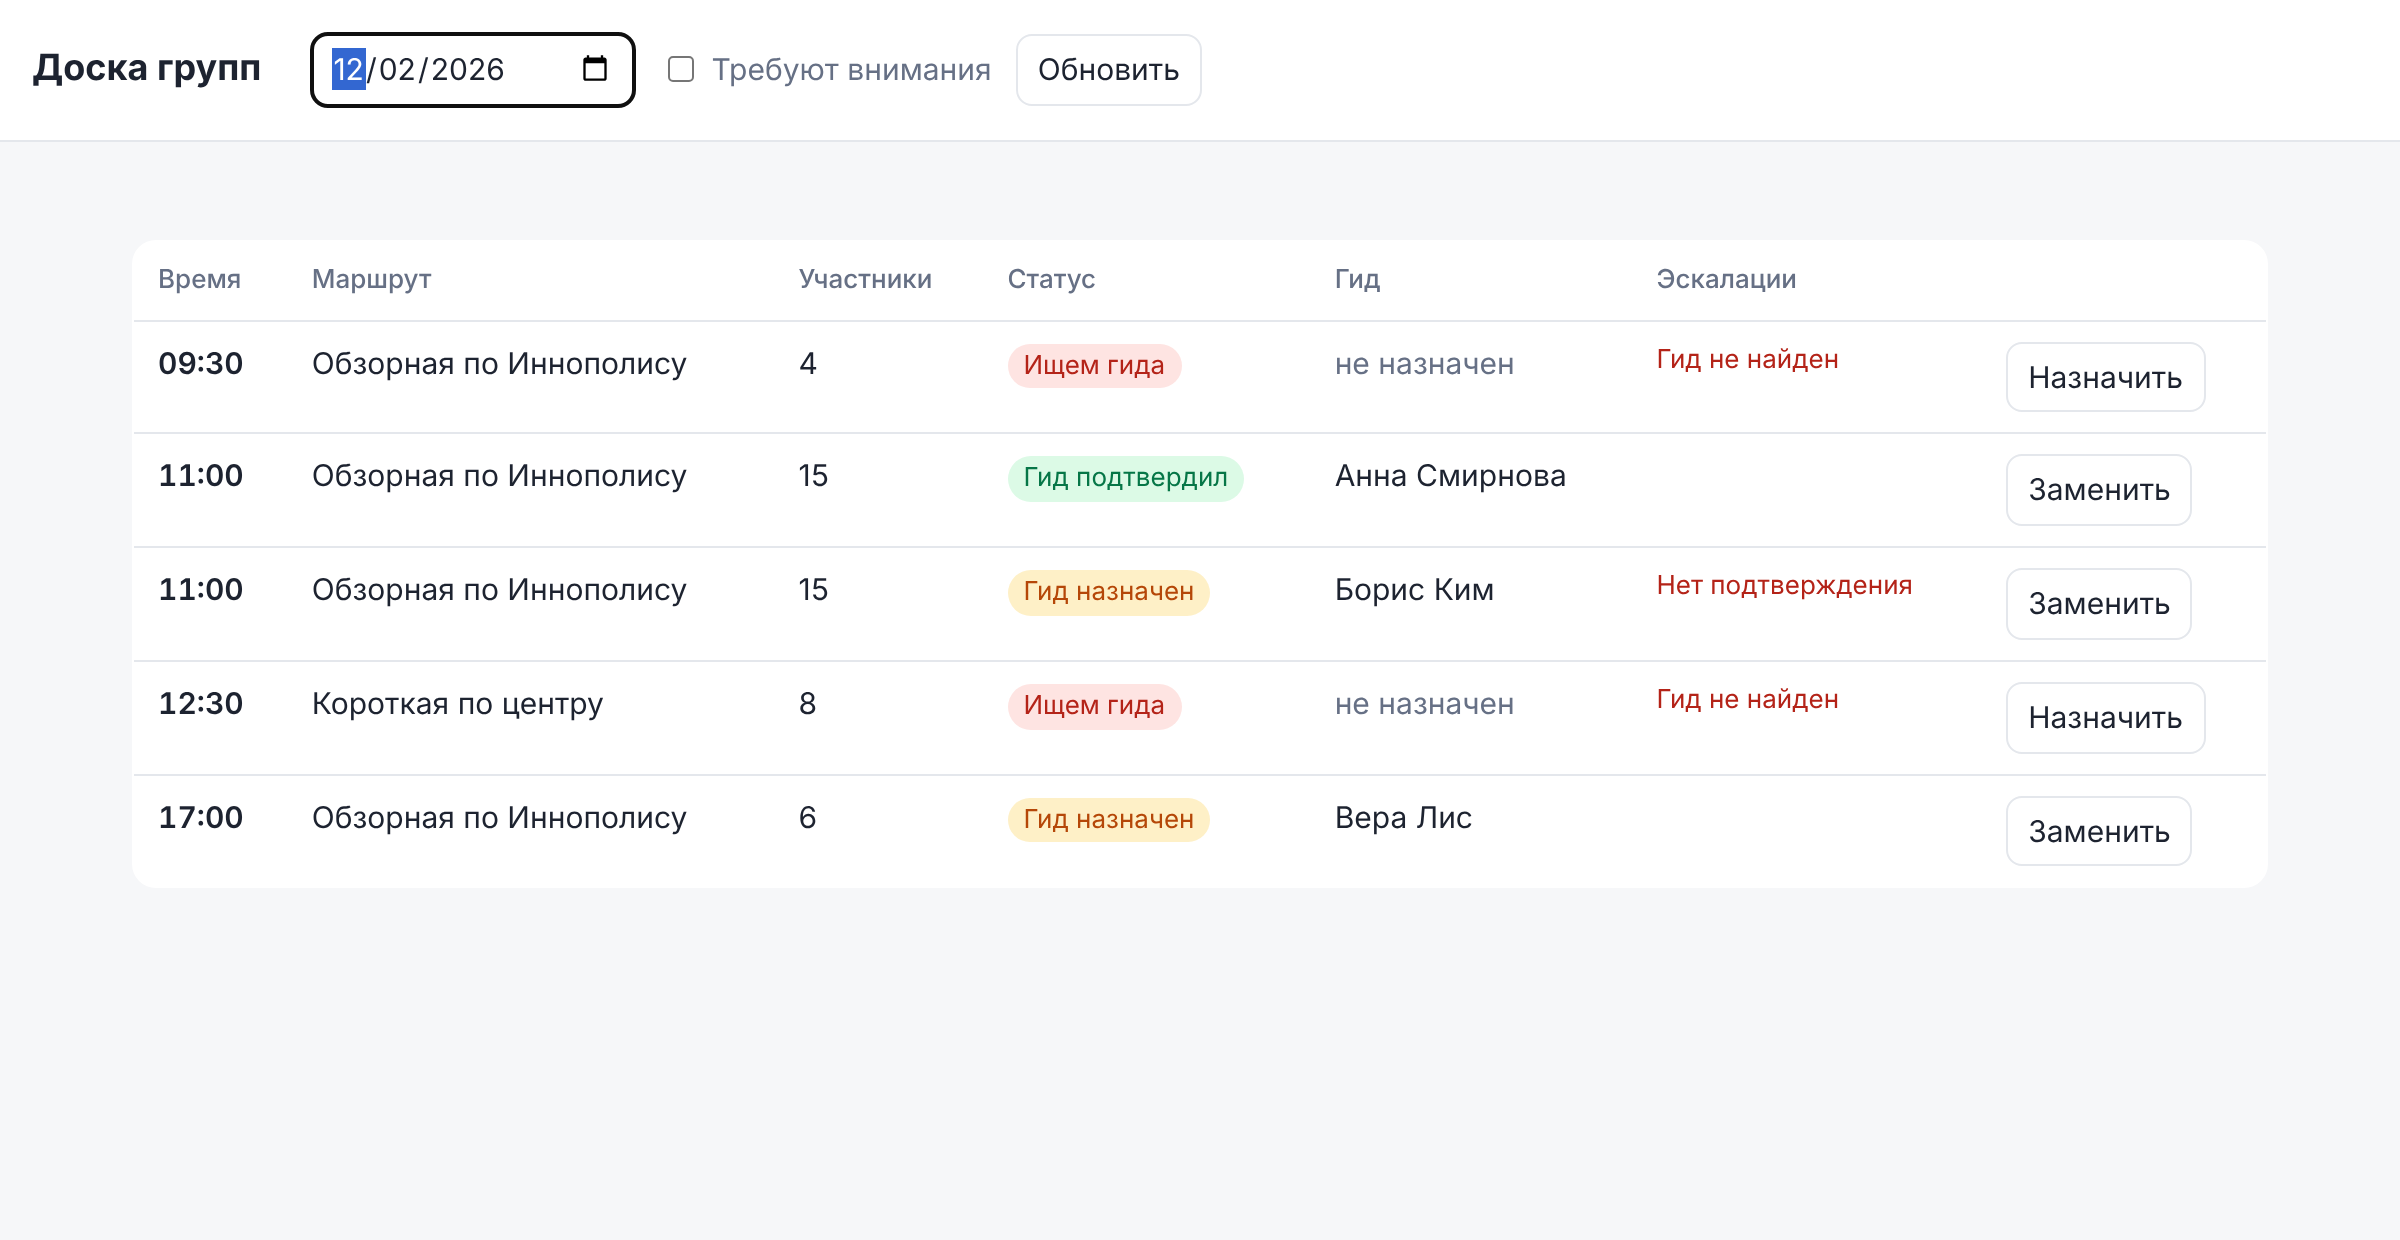 Доска групп 12/02/2026 Требуют внимания Обновить
Время Маршрут Участники Статус Гид Эскалации
09:30 Обзорная по Иннополису 4 Ищем гида не назначен Гид не найден Назначить
11:00 Обзорная по Иннополису 15 Гид подтвердил Анна Смирнова Заменить
11:00 Обзорная по Иннополису 15 Гид назначен Борис Ким Нет подтверждения Заменить
12:30 Короткая по центру 8 Ищем гида не назначен Гид не найден Назначить
17:00 Обзорная по Иннополису 6 Гид назначен Вера Лис Заменить